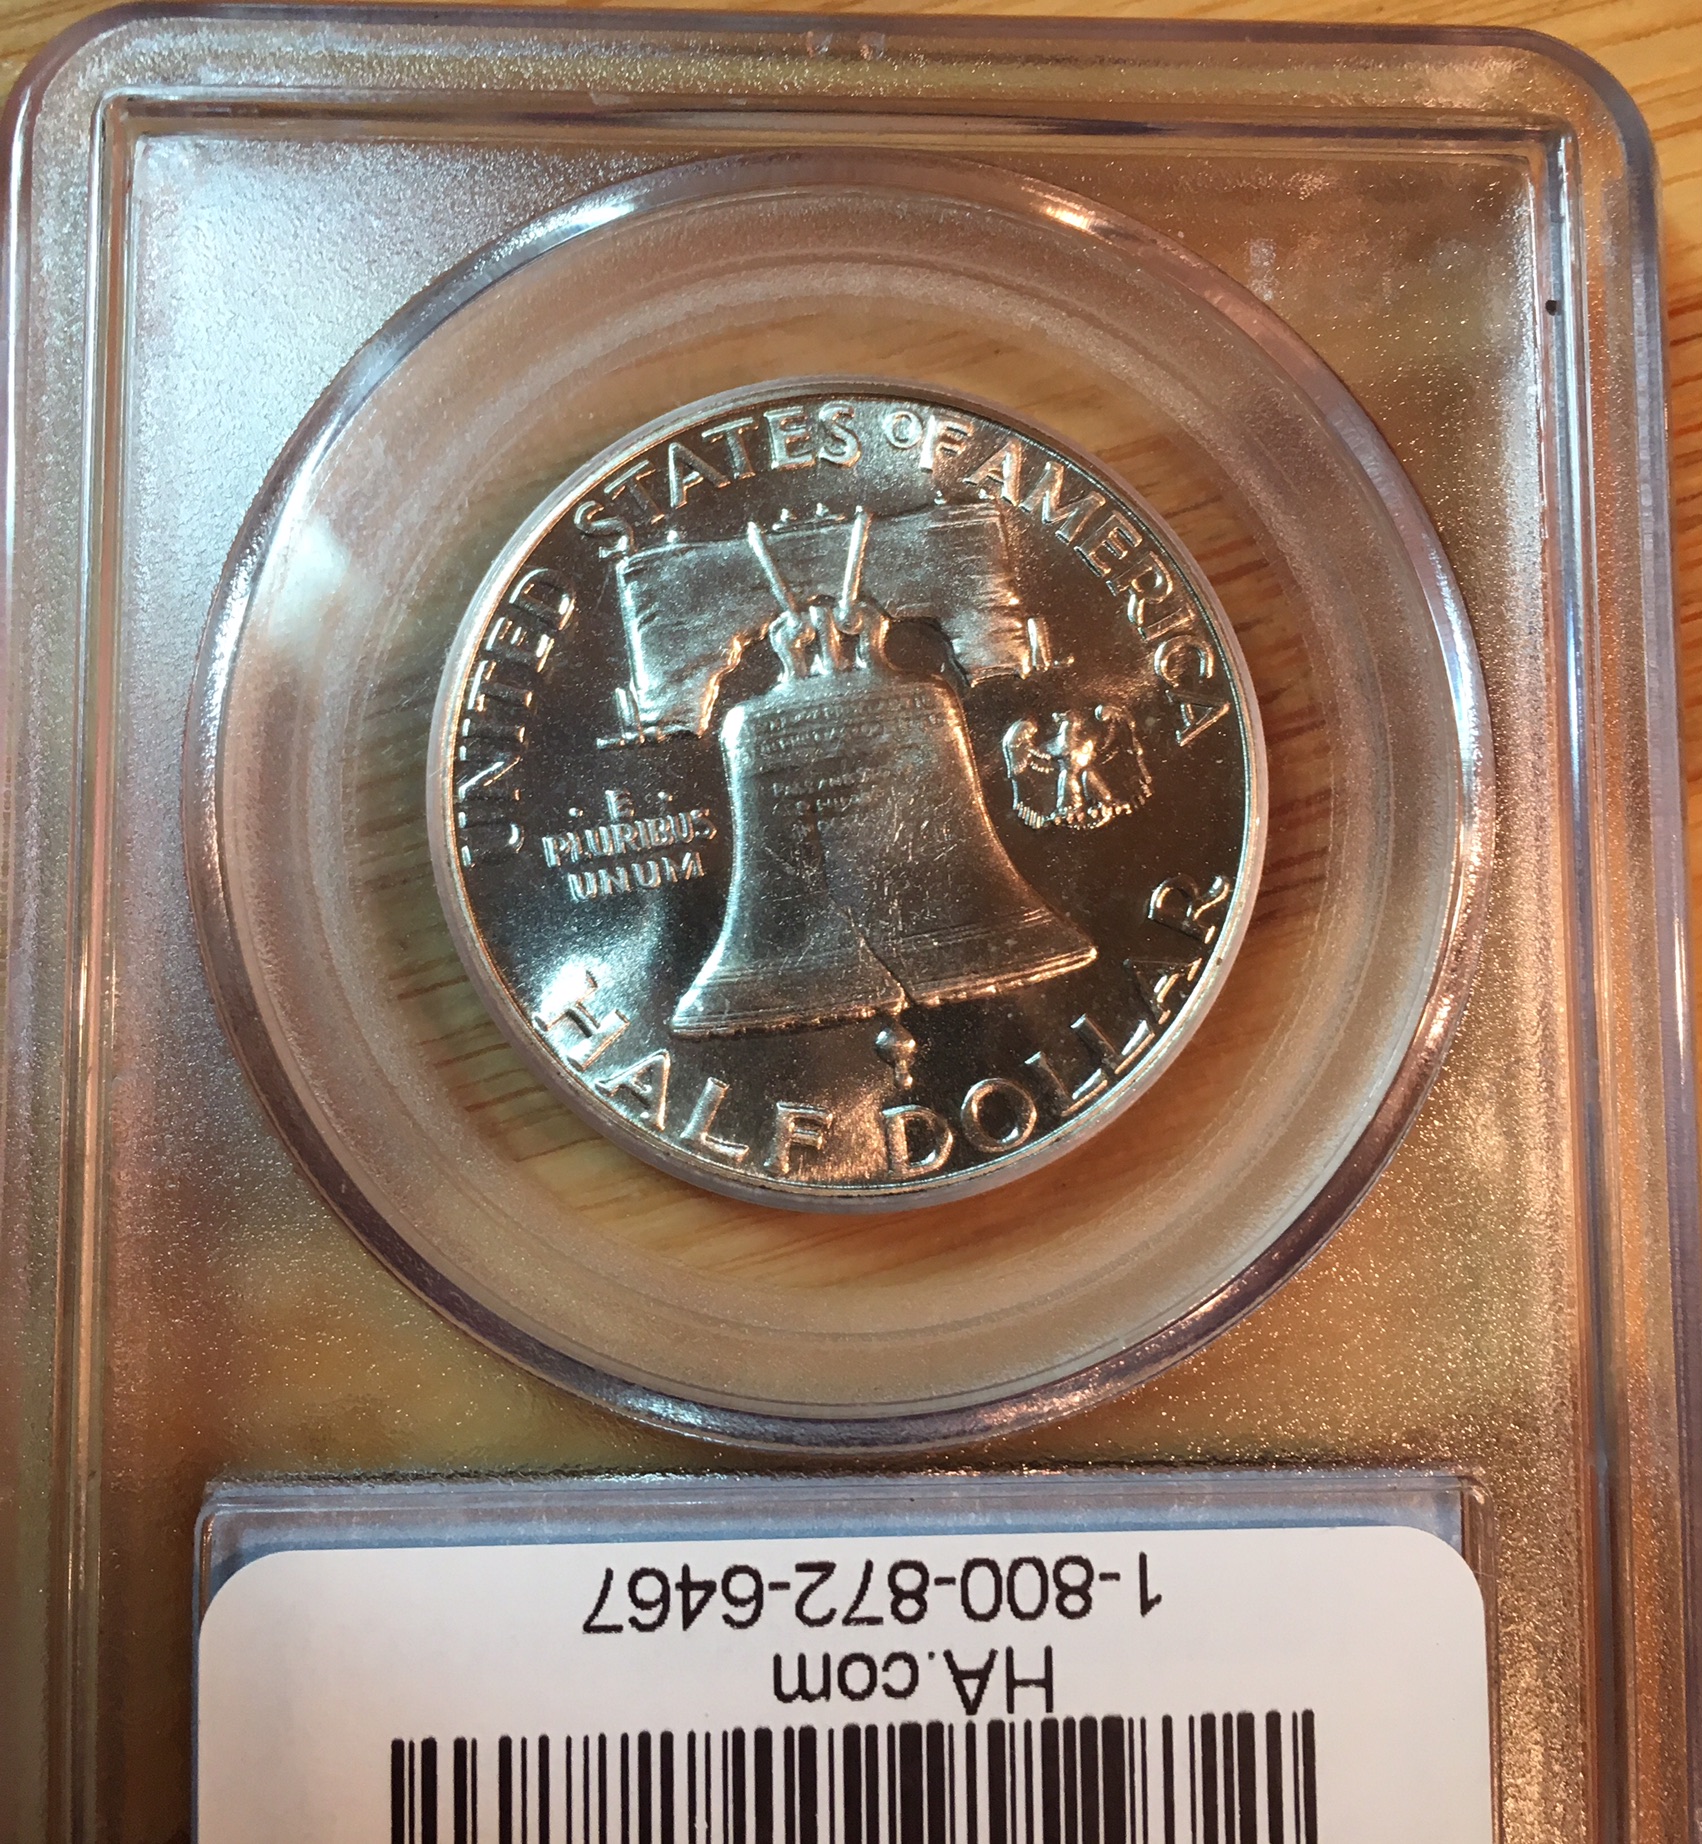 UNITED STATES OF AMERICA
·E·
PLURIBUS
UNUM
HALF DOLLAR
1-800-872-6467
HA.com